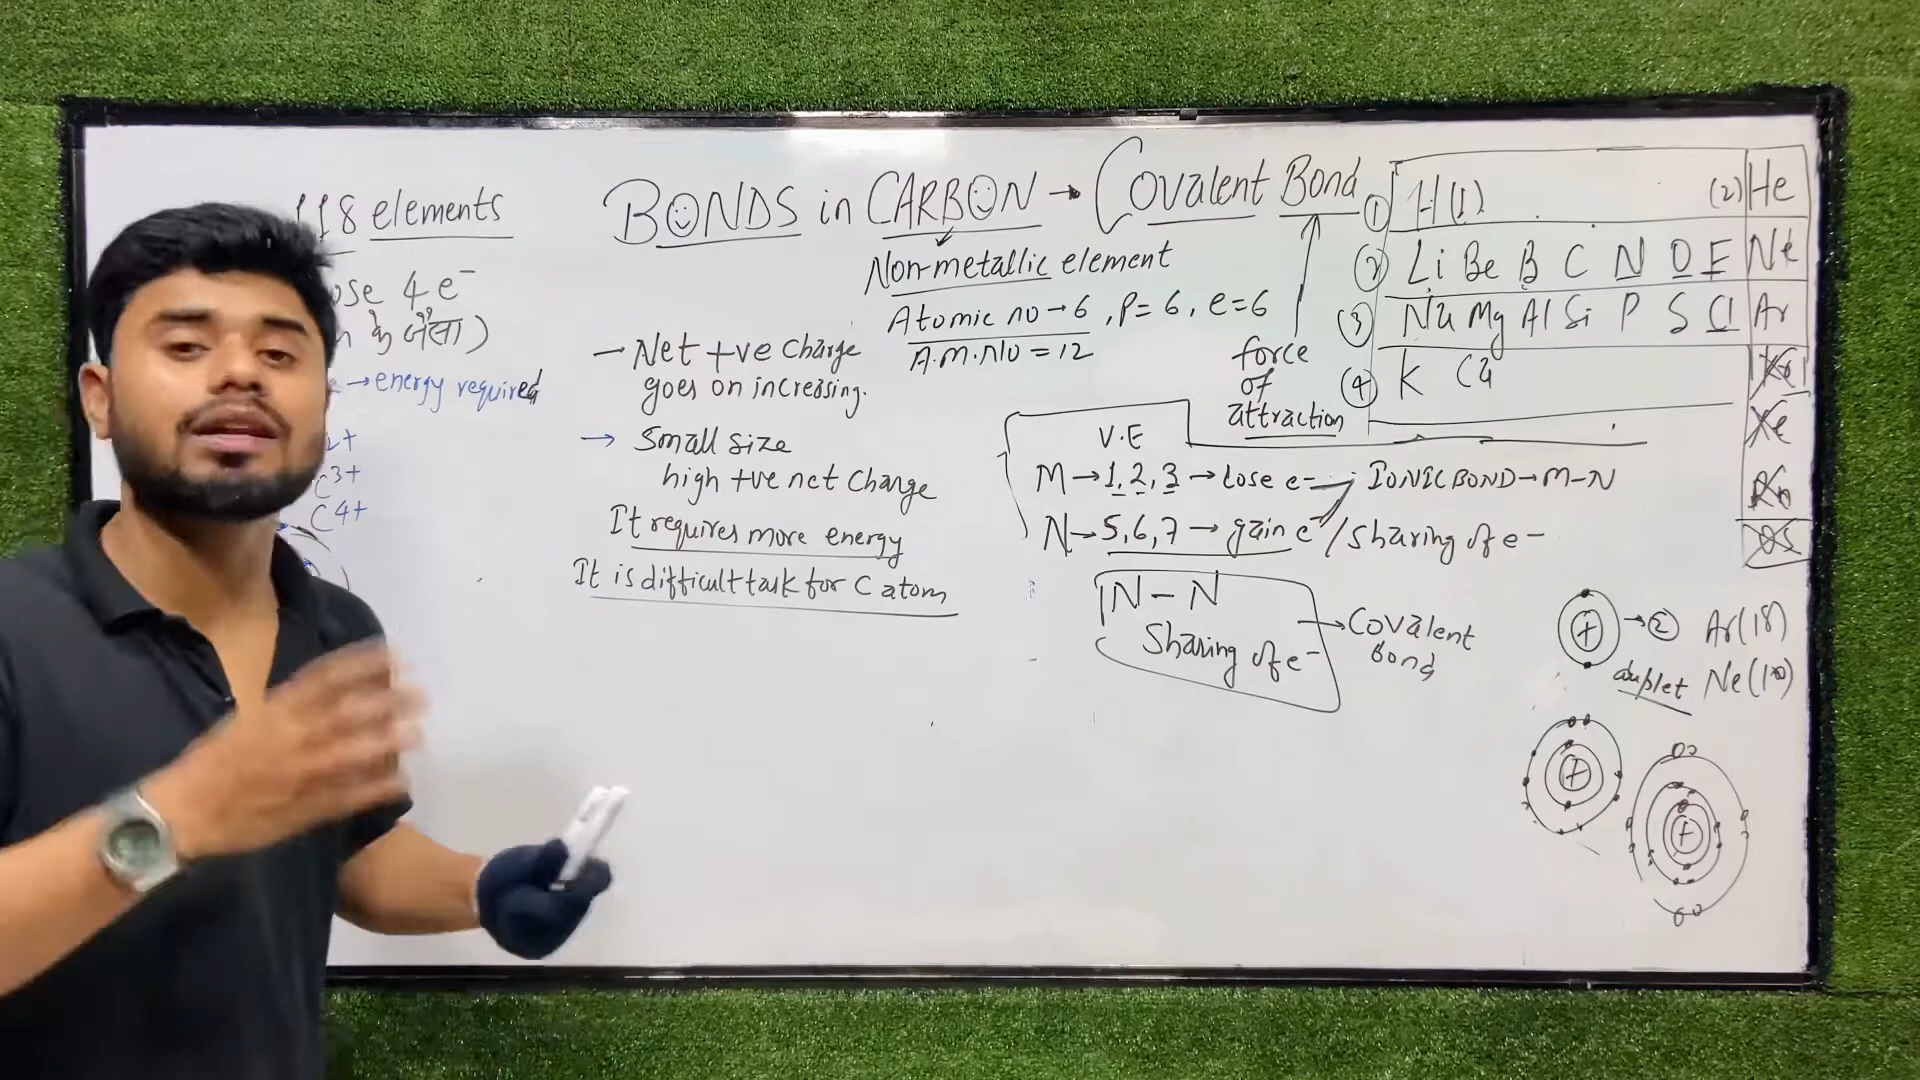 118 elements
ose 4 e⁻
के जैसा)
→ energy required
2+
C3+
C4+
BONDS in CARBON → Covalent Bond
Non-metallic element
Atomic no → 6, P = 6, e = 6
A.m.no = 12
→ Net +ve charge
goes on increasing.
→ Small size
high +ve net charge
It requires more energy
It is difficult task for C atom
force
of
attraction
① H(1) (2) He
② Li Be B C N O F Ne
(3) Na Mg Al Si P S Cl Ar
④ K Ca Kr
Xe
Rn
Os
V.E
M → 1, 2, 3 → lose e- IONIC BOND → M-N
N → 5, 6, 7 → gain e- / sharing of e-
N - N
Sharing of e-
→ Covalent
Bond
+ → ② Ar(18)
duplet Ne(10)
+
+